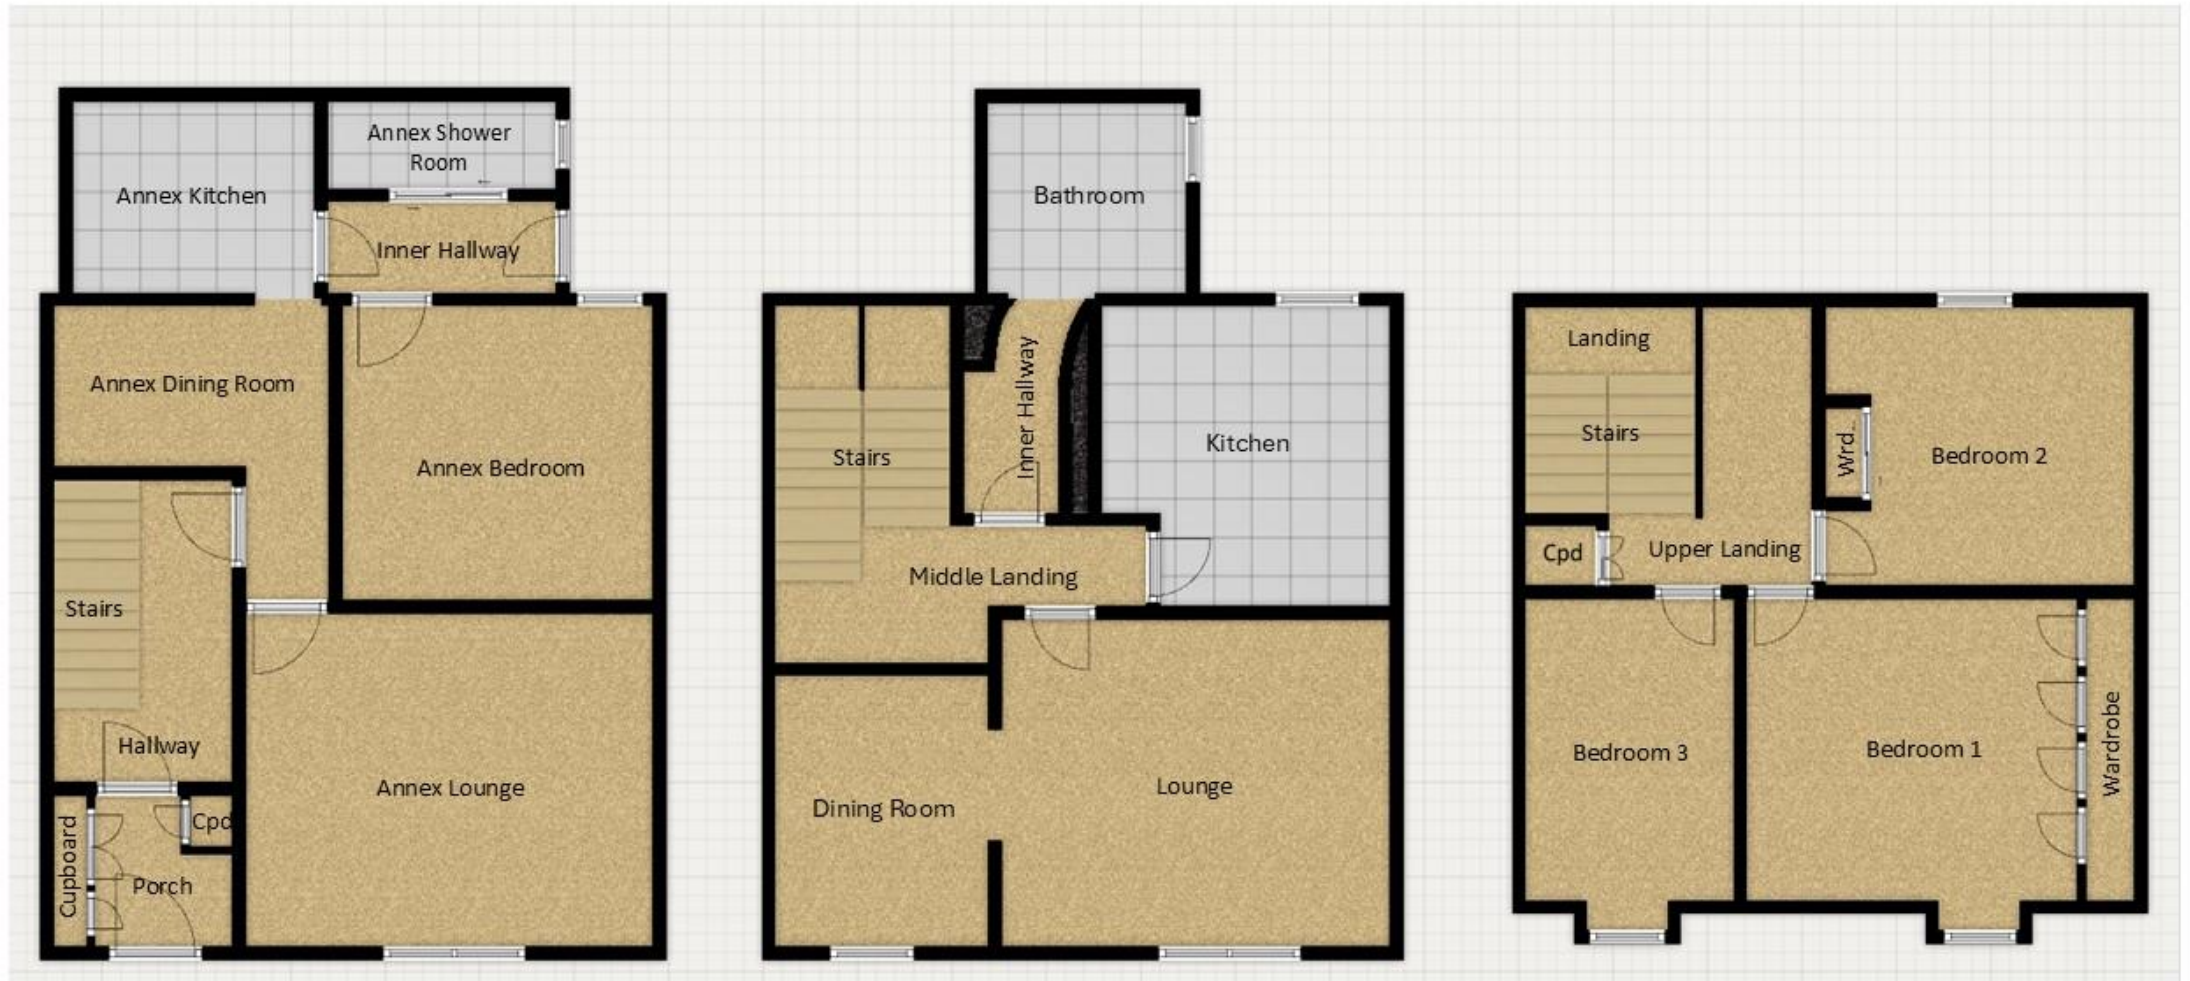 Annex Shower
Room
Annex Kitchen
Inner Hallway
Annex Dining Room
Annex Bedroom
Stairs
Hallway
Annex Lounge
Cupboard
Cpd
Porch
Bathroom
Inner Hallway
Stairs
Kitchen
Middle Landing
Dining Room
Lounge
Landing
Stairs
Wrd.
Bedroom 2
Cpd
Upper Landing
Bedroom 3
Bedroom 1
Wardrobe